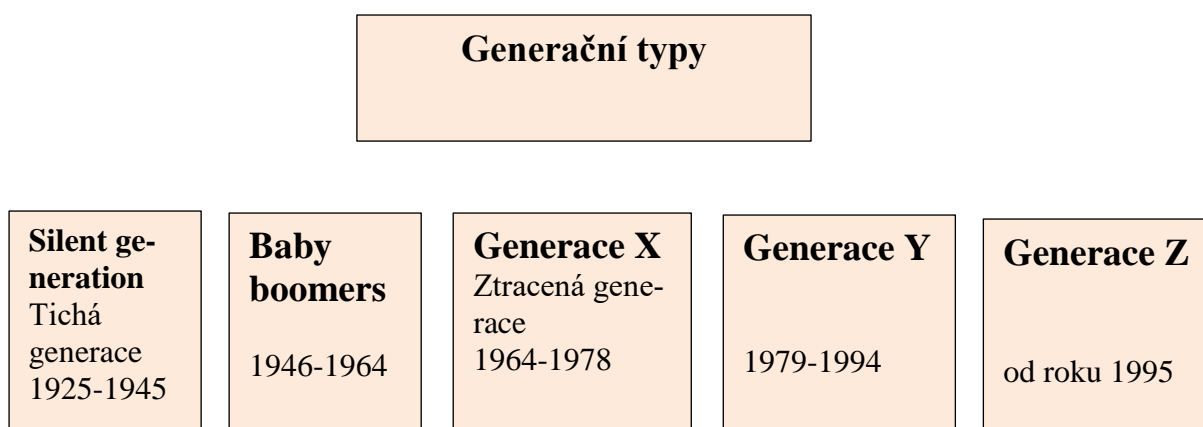 Generační typy
Silent ge-
neration
Tichá
generace
1925-1945
Baby
boomers
1946-1964
Generace X
Ztracená gene-
race
1964-1978
Generace Y
1979-1994
Generace Z
od roku 1995